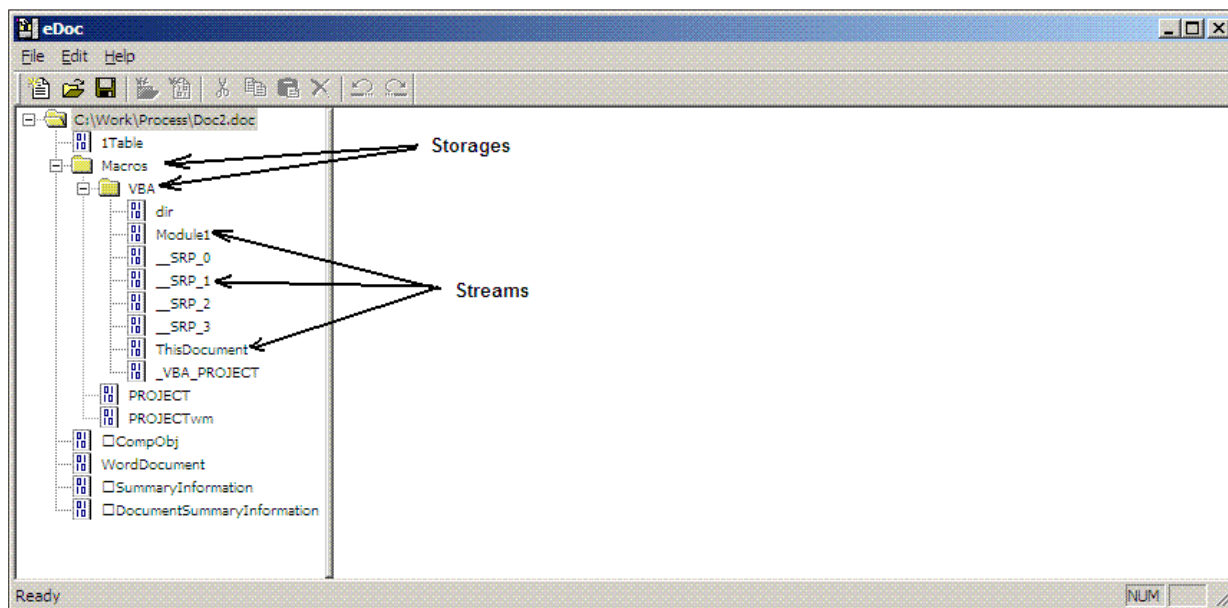 eDoc
File Edit Help
C:\Work\Process\Doc2.doc
1Table
Macros
Storages
VBA
dir
Module1
__SRP_0
__SRP_1
Streams
__SRP_2
__SRP_3
ThisDocument
_VBA_PROJECT
PROJECT
PROJECTwm
□CompObj
WordDocument
□SummaryInformation
□DocumentSummaryInformation
Ready NUM